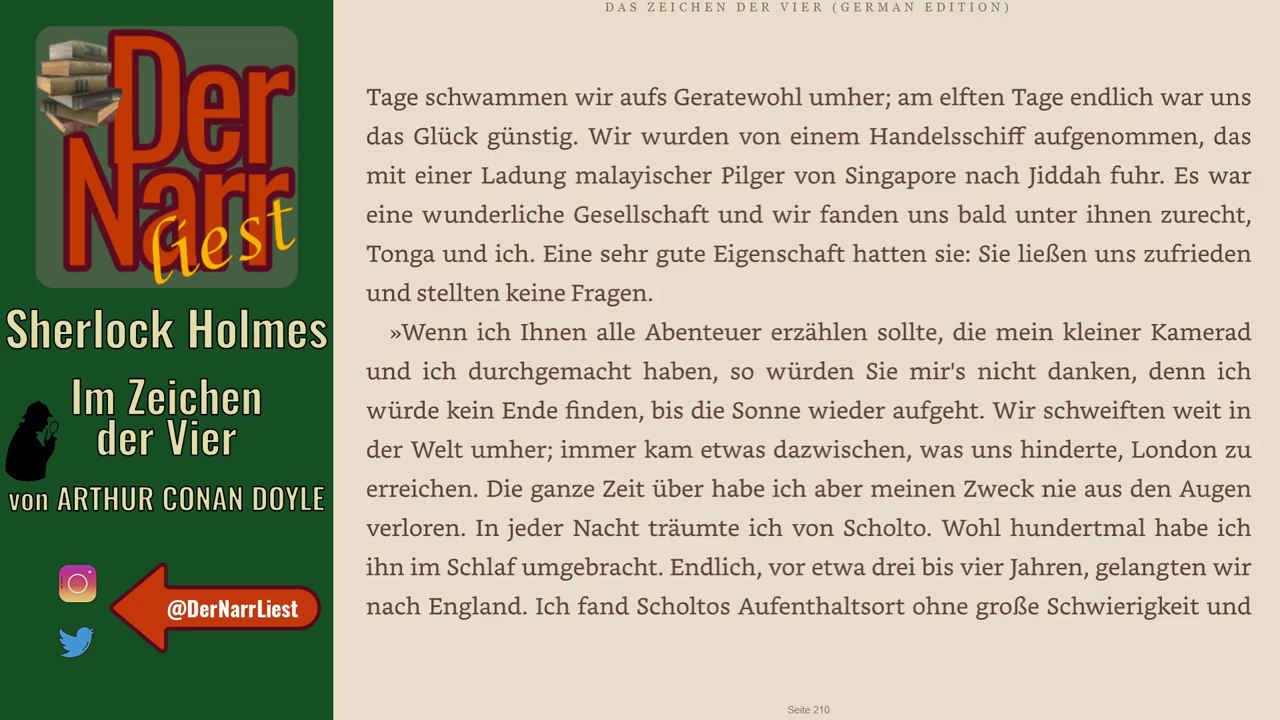 Der
Narr
liest
Sherlock Holmes
Im Zeichen
der Vier
von ARTHUR CONAN DOYLE
@DerNarrLiest
DAS ZEICHEN DER VIER (GERMAN EDITION)
Tage schwammen wir aufs Geratewohl umher; am elften Tage endlich war uns
das Glück günstig. Wir wurden von einem Handelsschiff aufgenommen, das
mit einer Ladung malayischer Pilger von Singapore nach Jiddah fuhr. Es war
eine wunderliche Gesellschaft und wir fanden uns bald unter ihnen zurecht,
Tonga und ich. Eine sehr gute Eigenschaft hatten sie: Sie ließen uns zufrieden
und stellten keine Fragen.
»Wenn ich Ihnen alle Abenteuer erzählen sollte, die mein kleiner Kamerad
und ich durchgemacht haben, so würden Sie mir's nicht danken, denn ich
würde kein Ende finden, bis die Sonne wieder aufgeht. Wir schweiften weit in
der Welt umher; immer kam etwas dazwischen, was uns hinderte, London zu
erreichen. Die ganze Zeit über habe ich aber meinen Zweck nie aus den Augen
verloren. In jeder Nacht träumte ich von Scholto. Wohl hundertmal habe ich
ihn im Schlaf umgebracht. Endlich, vor etwa drei bis vier Jahren, gelangten wir
nach England. Ich fand Scholtos Aufenthaltsort ohne große Schwierigkeit und
Seite 210